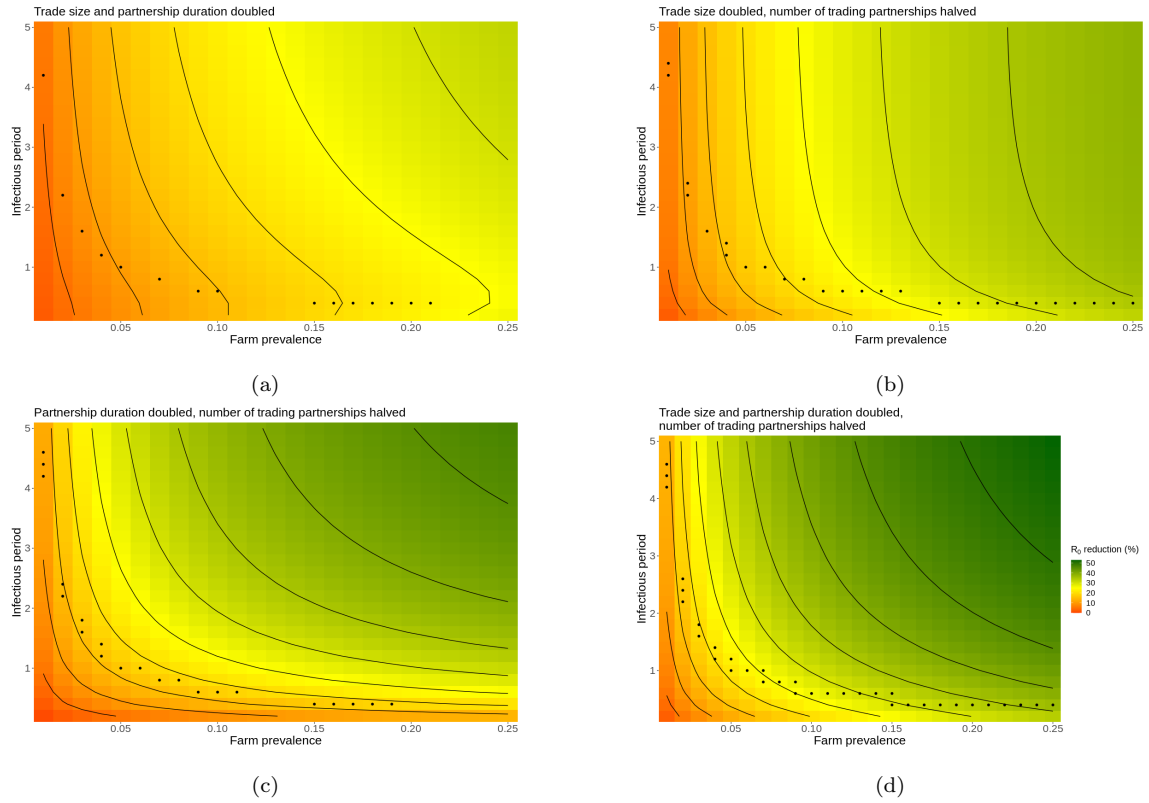 Trade size and partnership duration doubled
5
4
3
2
1
Infectious period
0.05 0.10 0.15 0.20 0.25
Farm prevalence
(a)
Trade size doubled, number of trading partnerships halved
5
4
3
2
1
Infectious period
0.05 0.10 0.15 0.20 0.25
Farm prevalence
(b)
Partnership duration doubled, number of trading partnerships halved
5
4
3
2
1
Infectious period
0.05 0.10 0.15 0.20 0.25
Farm prevalence
(c)
Trade size and partnership duration doubled,
number of trading partnerships halved
5
4
3
2
1
Infectious period
0.05 0.10 0.15 0.20 0.25
Farm prevalence
R₀ reduction (%)
50
40
30
20
10
0
(d)